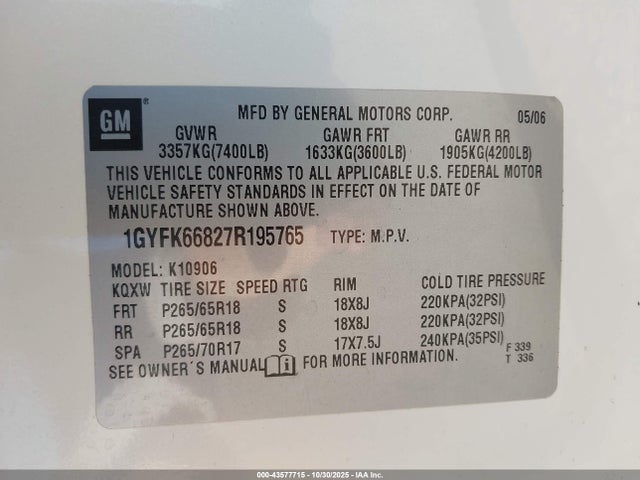 GM ® MFD BY GENERAL MOTORS CORP. 05/06
GVWR GAWR FRT GAWR RR
3357KG(7400LB) 1633KG(3600LB) 1905KG(4200LB)
THIS VEHICLE CONFORMS TO ALL APPLICABLE U.S. FEDERAL MOTOR
VEHICLE SAFETY STANDARDS IN EFFECT ON THE DATE OF
MANUFACTURE SHOWN ABOVE.
1GYFK66827R195765 TYPE: M.P.V.
MODEL: K10906
KQXW TIRE SIZE SPEED RTG RIM COLD TIRE PRESSURE
FRT P265/65R18 S 18X8J 220KPA(32PSI)
RR P265/65R18 S 18X8J 220KPA(32PSI)
SPA P265/70R17 S 17X7.5J 240KPA(35PSI) F 339
SEE OWNER´S MANUAL i FOR MORE INFORMATION. T 336
000-43577715 - 10/30/2025 - IAA Inc.